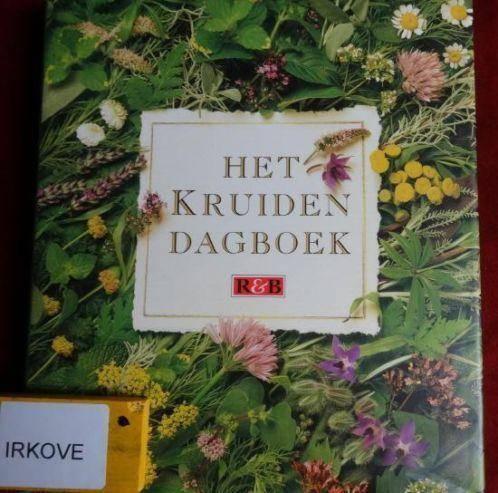 HET
KRUIDEN
DAGBOEK
R&B
IRKOVE